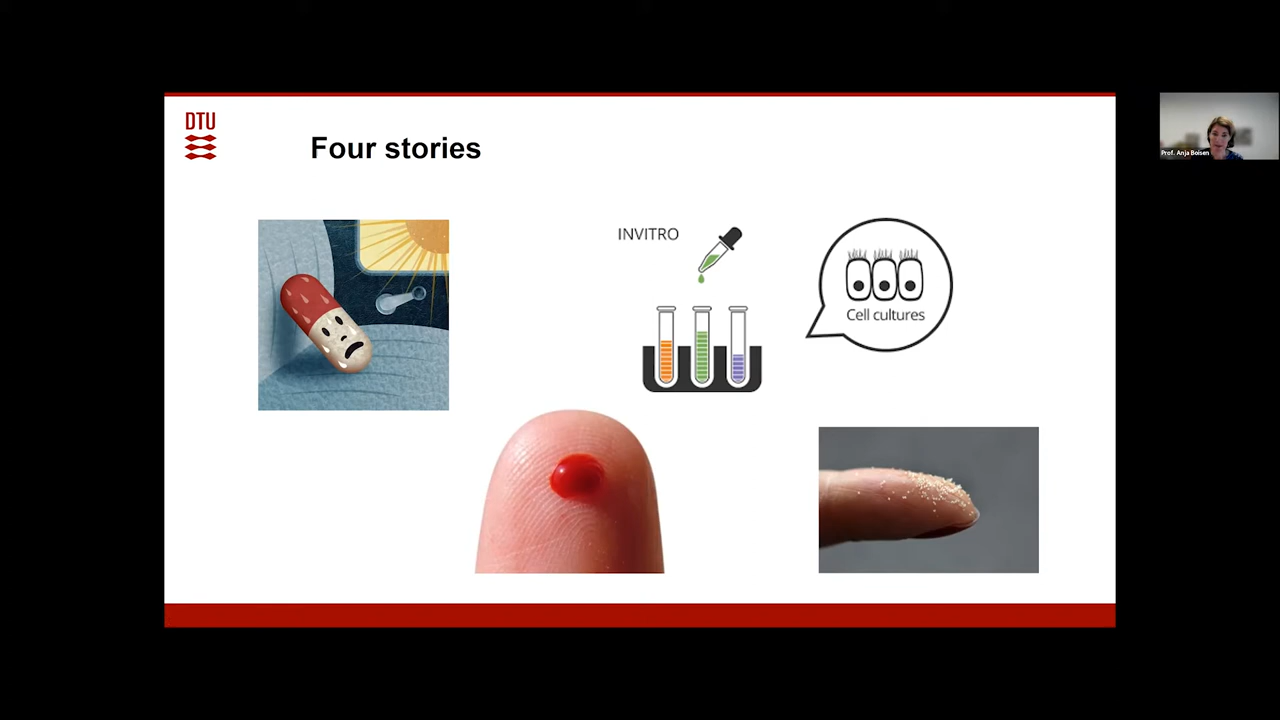 DTU
Four stories
INVITRO
Cell cultures
Prof. Anja Boisen